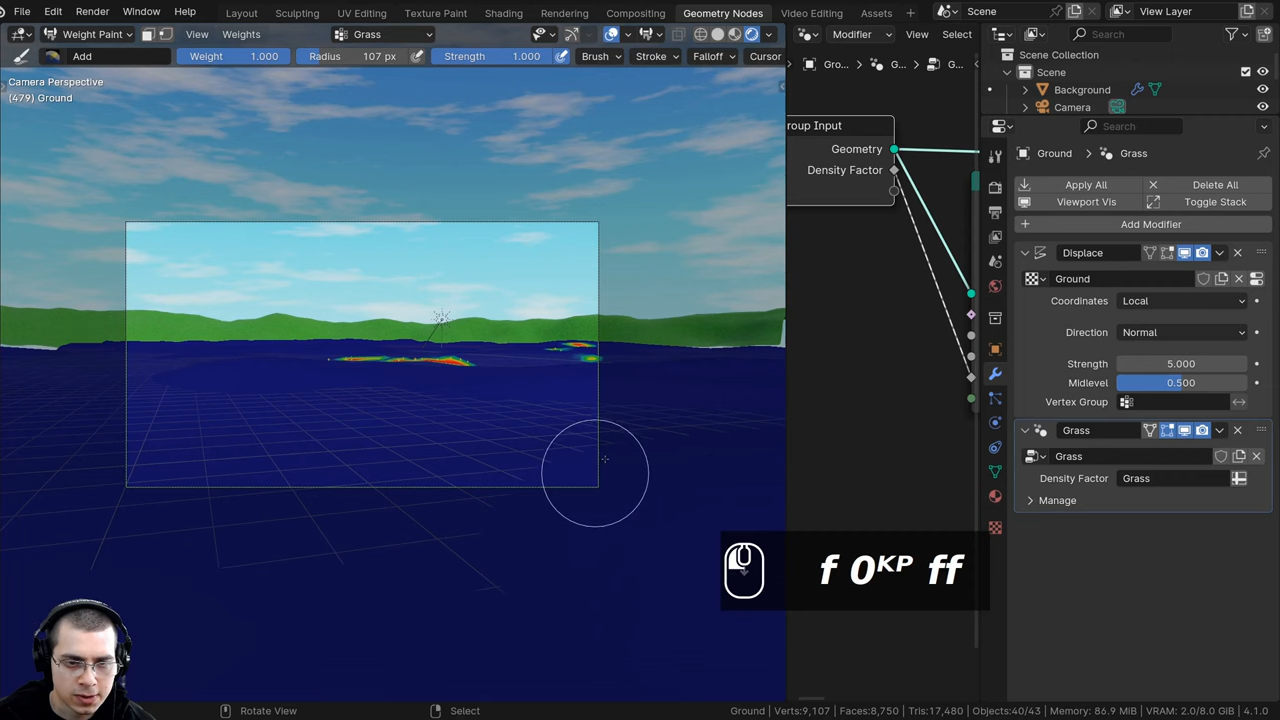 File Edit Render Window Help Layout Sculpting UV Editing Texture Paint Shading Rendering Compositing Geometry Nodes Video Editing Assets Scene View Layer
Weight Paint View Weights Grass Modifier View Select Search
Add Weight 1.000 Radius 107 px Strength 1.000 Brush Stroke Falloff Cursor
Gro... G... G...
Camera Perspective
(479) Ground
roup Input
Geometry
Density Factor
Scene Collection
Scene
Background
Camera
Search
Ground Grass
Apply All Delete All
Viewport Vis Toggle Stack
Add Modifier
Displace
Ground
Coordinates Local
Direction Normal
Strength 5.000
Midlevel 0.500
Vertex Group
Grass
Grass
Density Factor Grass
Manage
f 0ᴷᴾ ff
Rotate View Select Ground | Verts:9,107 | Faces:8,750 | Tris:17,480 | Objects:40/43 | Memory: 86.9 MiB | VRAM: 2.0/8.0 GiB | 4.1.0